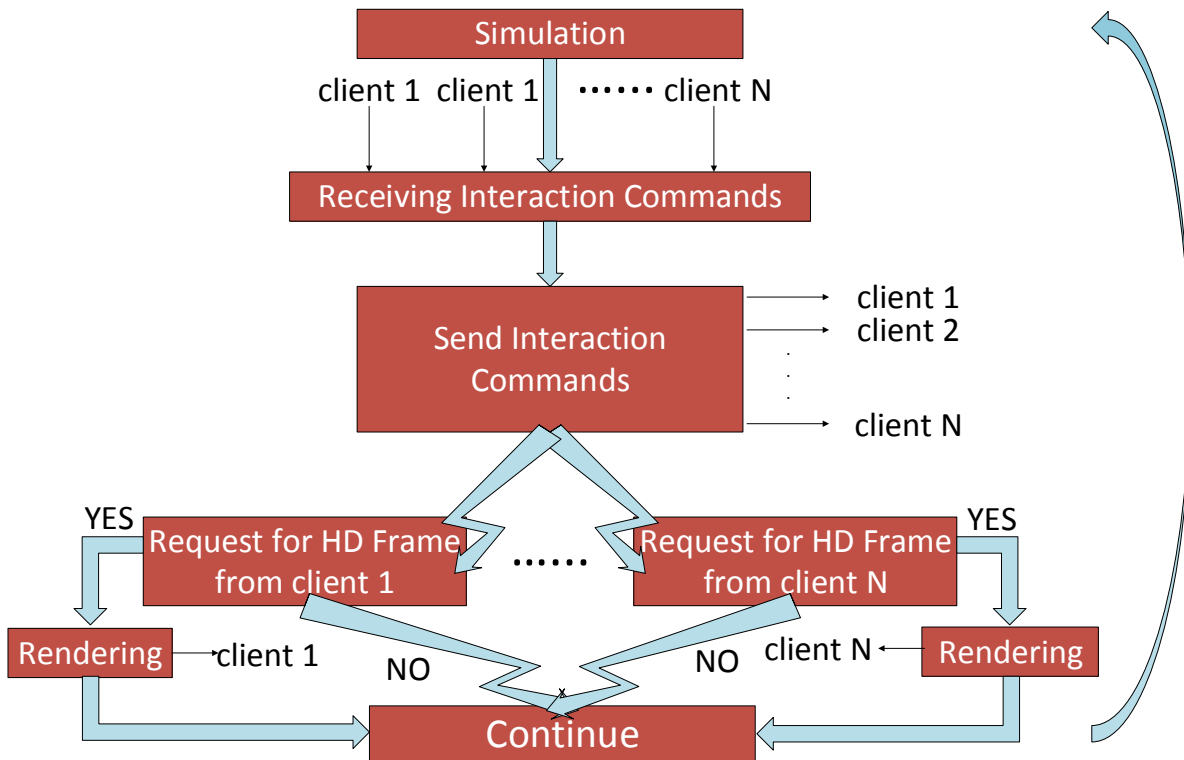 Simulation
client 1 client 1 ...... client N
Receiving Interaction Commands
client 1
Send Interaction
Commands
client 2
.
.
.
client N
YES
Request for HD Frame
from client 1
......
Request for HD Frame
from client N
YES
Rendering
client 1
NO
NO
client N
Rendering
x
Continue